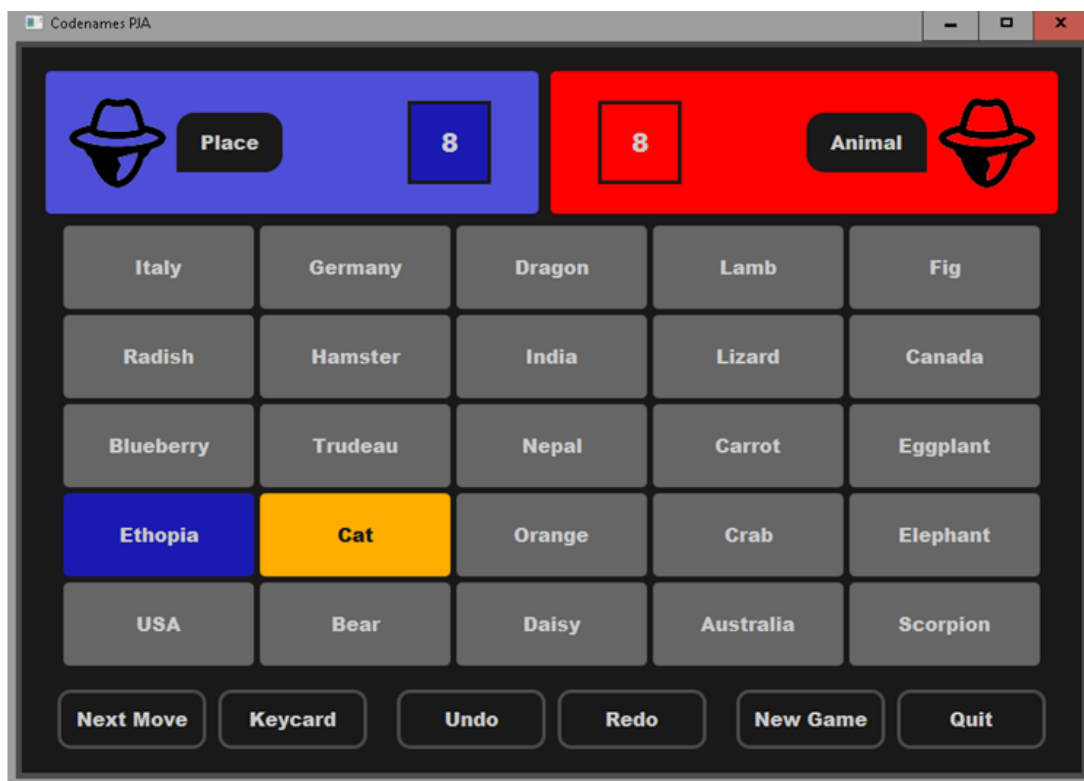 Codenames PJA
Place 8 8 Animal
Italy Germany Dragon Lamb Fig
Radish Hamster India Lizard Canada
Blueberry Trudeau Nepal Carrot Eggplant
Ethopia Cat Orange Crab Elephant
USA Bear Daisy Australia Scorpion
Next Move Keycard Undo Redo New Game Quit